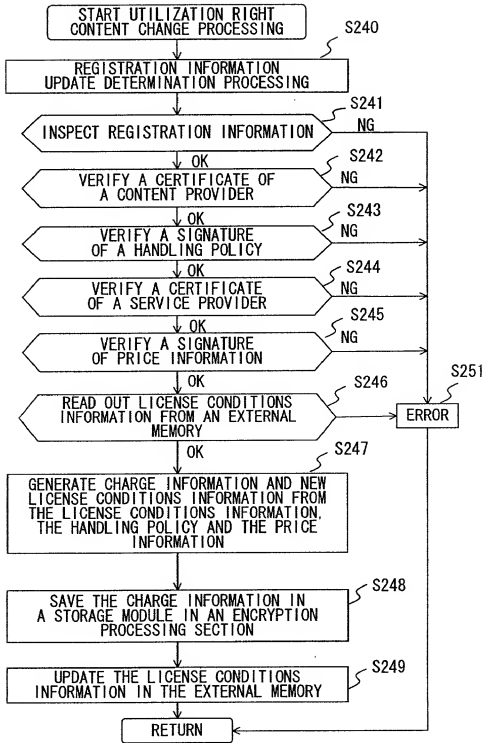 START UTILIZATION RIGHT
CONTENT CHANGE PROCESSING
S240
REGISTRATION INFORMATION
UPDATE DETERMINATION PROCESSING
S241
INSPECT REGISTRATION INFORMATION
NG
OK
S242
VERIFY A CERTIFICATE OF
A CONTENT PROVIDER
NG
OK
S243
VERIFY A SIGNATURE
OF A HANDLING POLICY
NG
OK
S244
VERIFY A CERTIFICATE
OF A SERVICE PROVIDER
NG
OK
S245
VERIFY A SIGNATURE
OF PRICE INFORMATION
NG
OK
S246
READ OUT LICENSE CONDITIONS
INFORMATION FROM AN EXTERNAL
MEMORY
S251
ERROR
OK
S247
GENERATE CHARGE INFORMATION AND NEW
LICENSE CONDITIONS INFORMATION FROM
THE LICENSE CONDITIONS INFORMATION,
THE HANDLING POLICY AND THE PRICE
INFORMATION
S248
SAVE THE CHARGE INFORMATION IN
A STORAGE MODULE IN AN ENCRYPTION
PROCESSING SECTION
S249
UPDATE THE LICENSE CONDITIONS
INFORMATION IN THE EXTERNAL MEMORY
RETURN